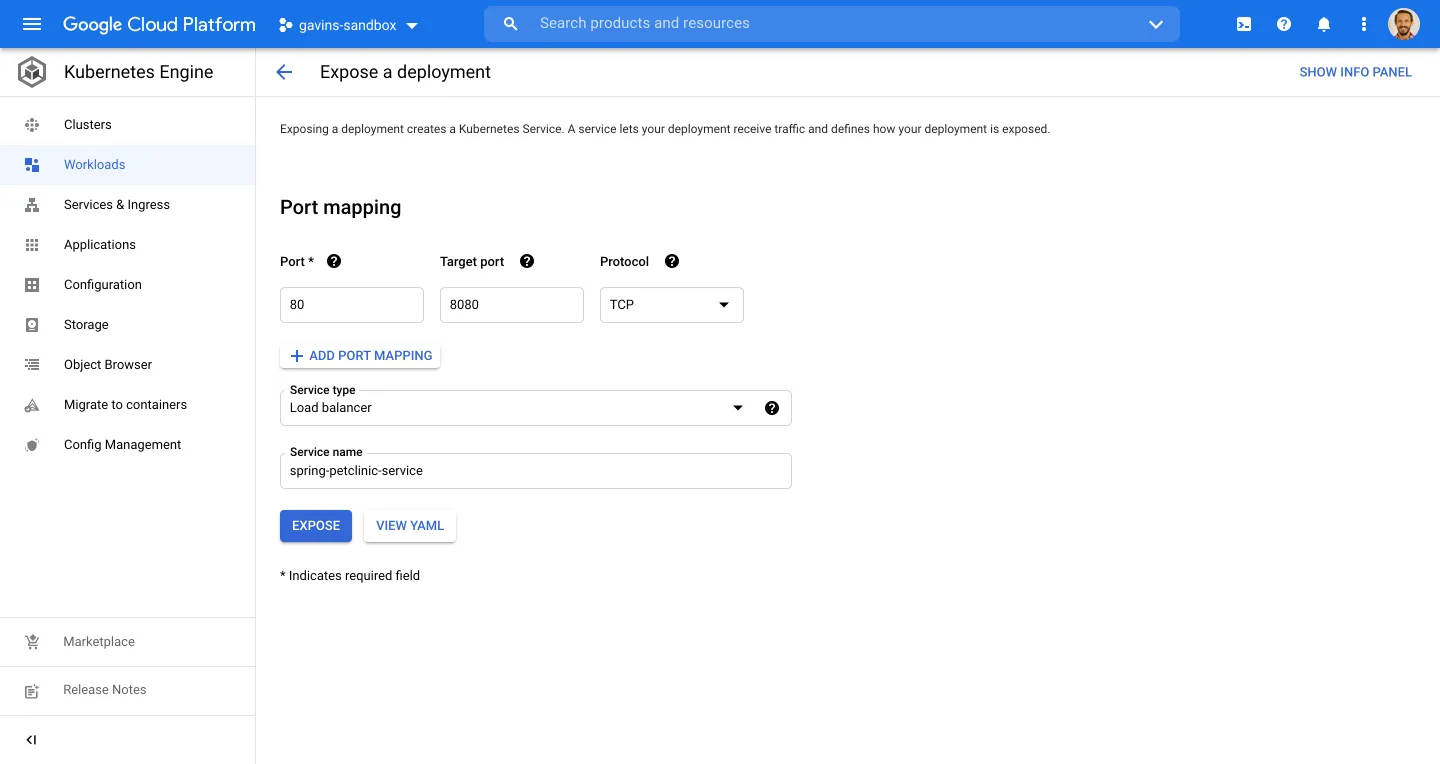 Google Cloud Platform
gavins-sandbox
Search products and resources
Kubernetes Engine
Expose a deployment
SHOW INFO PANEL
Clusters
Workloads
Services & Ingress
Applications
Configuration
Storage
Object Browser
Migrate to containers
Config Management
Marketplace
Release Notes
Exposing a deployment creates a Kubernetes Service. A service lets your deployment receive traffic and defines how your deployment is exposed.
Port mapping
Port * Target port Protocol
80 8080 TCP
ADD PORT MAPPING
Service type
Load balancer
Service name
spring-petclinic-service
EXPOSE VIEW YAML
* Indicates required field